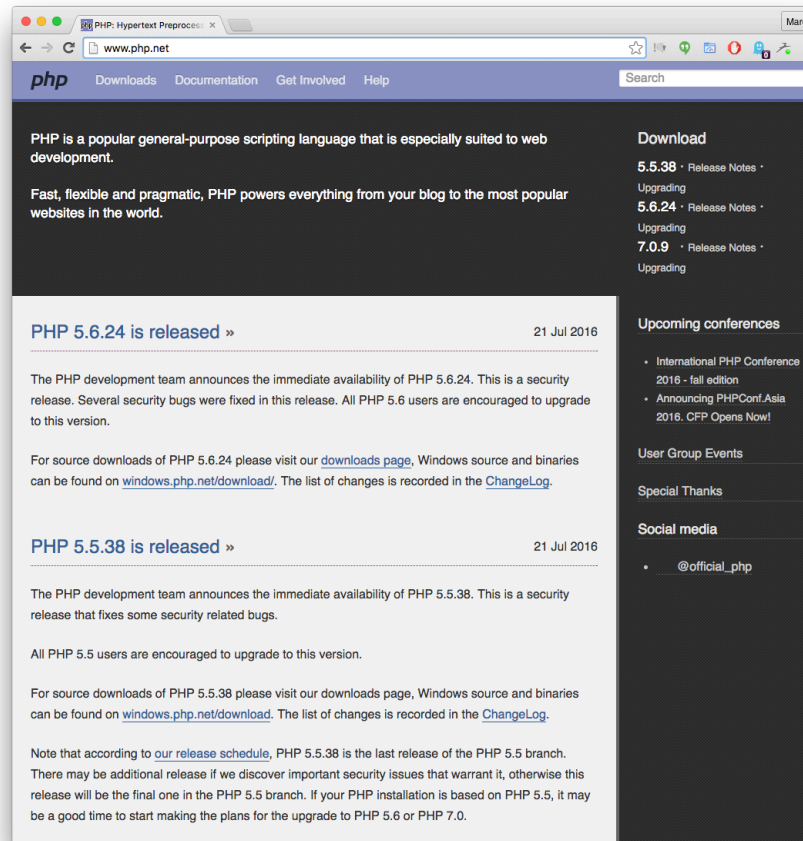 PHP: Hypertext Preproces
www.php.net
php Downloads Documentation Get Involved Help Search
PHP is a popular general-purpose scripting language that is especially suited to web
development.
Fast, flexible and pragmatic, PHP powers everything from your blog to the most popular
websites in the world.
Download
5.5.38 · Release Notes ·
Upgrading
5.6.24 · Release Notes ·
Upgrading
7.0.9 · Release Notes ·
Upgrading
PHP 5.6.24 is released »
21 Jul 2016
The PHP development team announces the immediate availability of PHP 5.6.24. This is a security
release. Several security bugs were fixed in this release. All PHP 5.6 users are encouraged to upgrade
to this version.
For source downloads of PHP 5.6.24 please visit our downloads page, Windows source and binaries
can be found on windows.php.net/download/. The list of changes is recorded in the ChangeLog.
PHP 5.5.38 is released »
21 Jul 2016
The PHP development team announces the immediate availability of PHP 5.5.38. This is a security
release that fixes some security related bugs.
All PHP 5.5 users are encouraged to upgrade to this version.
For source downloads of PHP 5.5.38 please visit our downloads page, Windows source and binaries
can be found on windows.php.net/download. The list of changes is recorded in the ChangeLog.
Note that according to our release schedule, PHP 5.5.38 is the last release of the PHP 5.5 branch.
There may be additional release if we discover important security issues that warrant it, otherwise this
release will be the final one in the PHP 5.5 branch. If your PHP installation is based on PHP 5.5, it may
be a good time to start making the plans for the upgrade to PHP 5.6 or PHP 7.0.
Upcoming conferences
• International PHP Conference
2016 - fall edition
• Announcing PHPConf.Asia
2016. CFP Opens Now!
User Group Events
Special Thanks
Social media
• @official_php